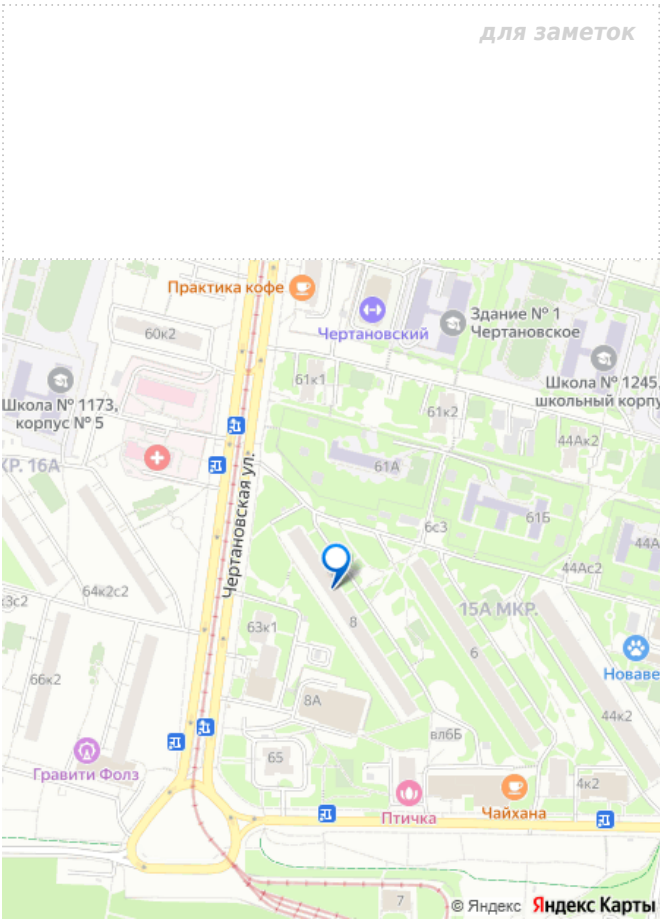 для заметок
Практика кофе
Здание № 1
Чертановское
Чертановский
60к2
61к1
Школа № 1245,
школьный корпу
Школа № 1173,
корпус № 5
61к2
44Ак2
КР. 16А
61А
61Б
6с3
44А
Чертановская ул.
44Ас2
64к2с2
к3с2
15А МКР.
63к1
8
6
Новаве
66к2
8А
44к2
вл6Б
65
Гравити Фолз
4к2
Птичка
Чайхана
7
© Яндекс Яндекс Карты